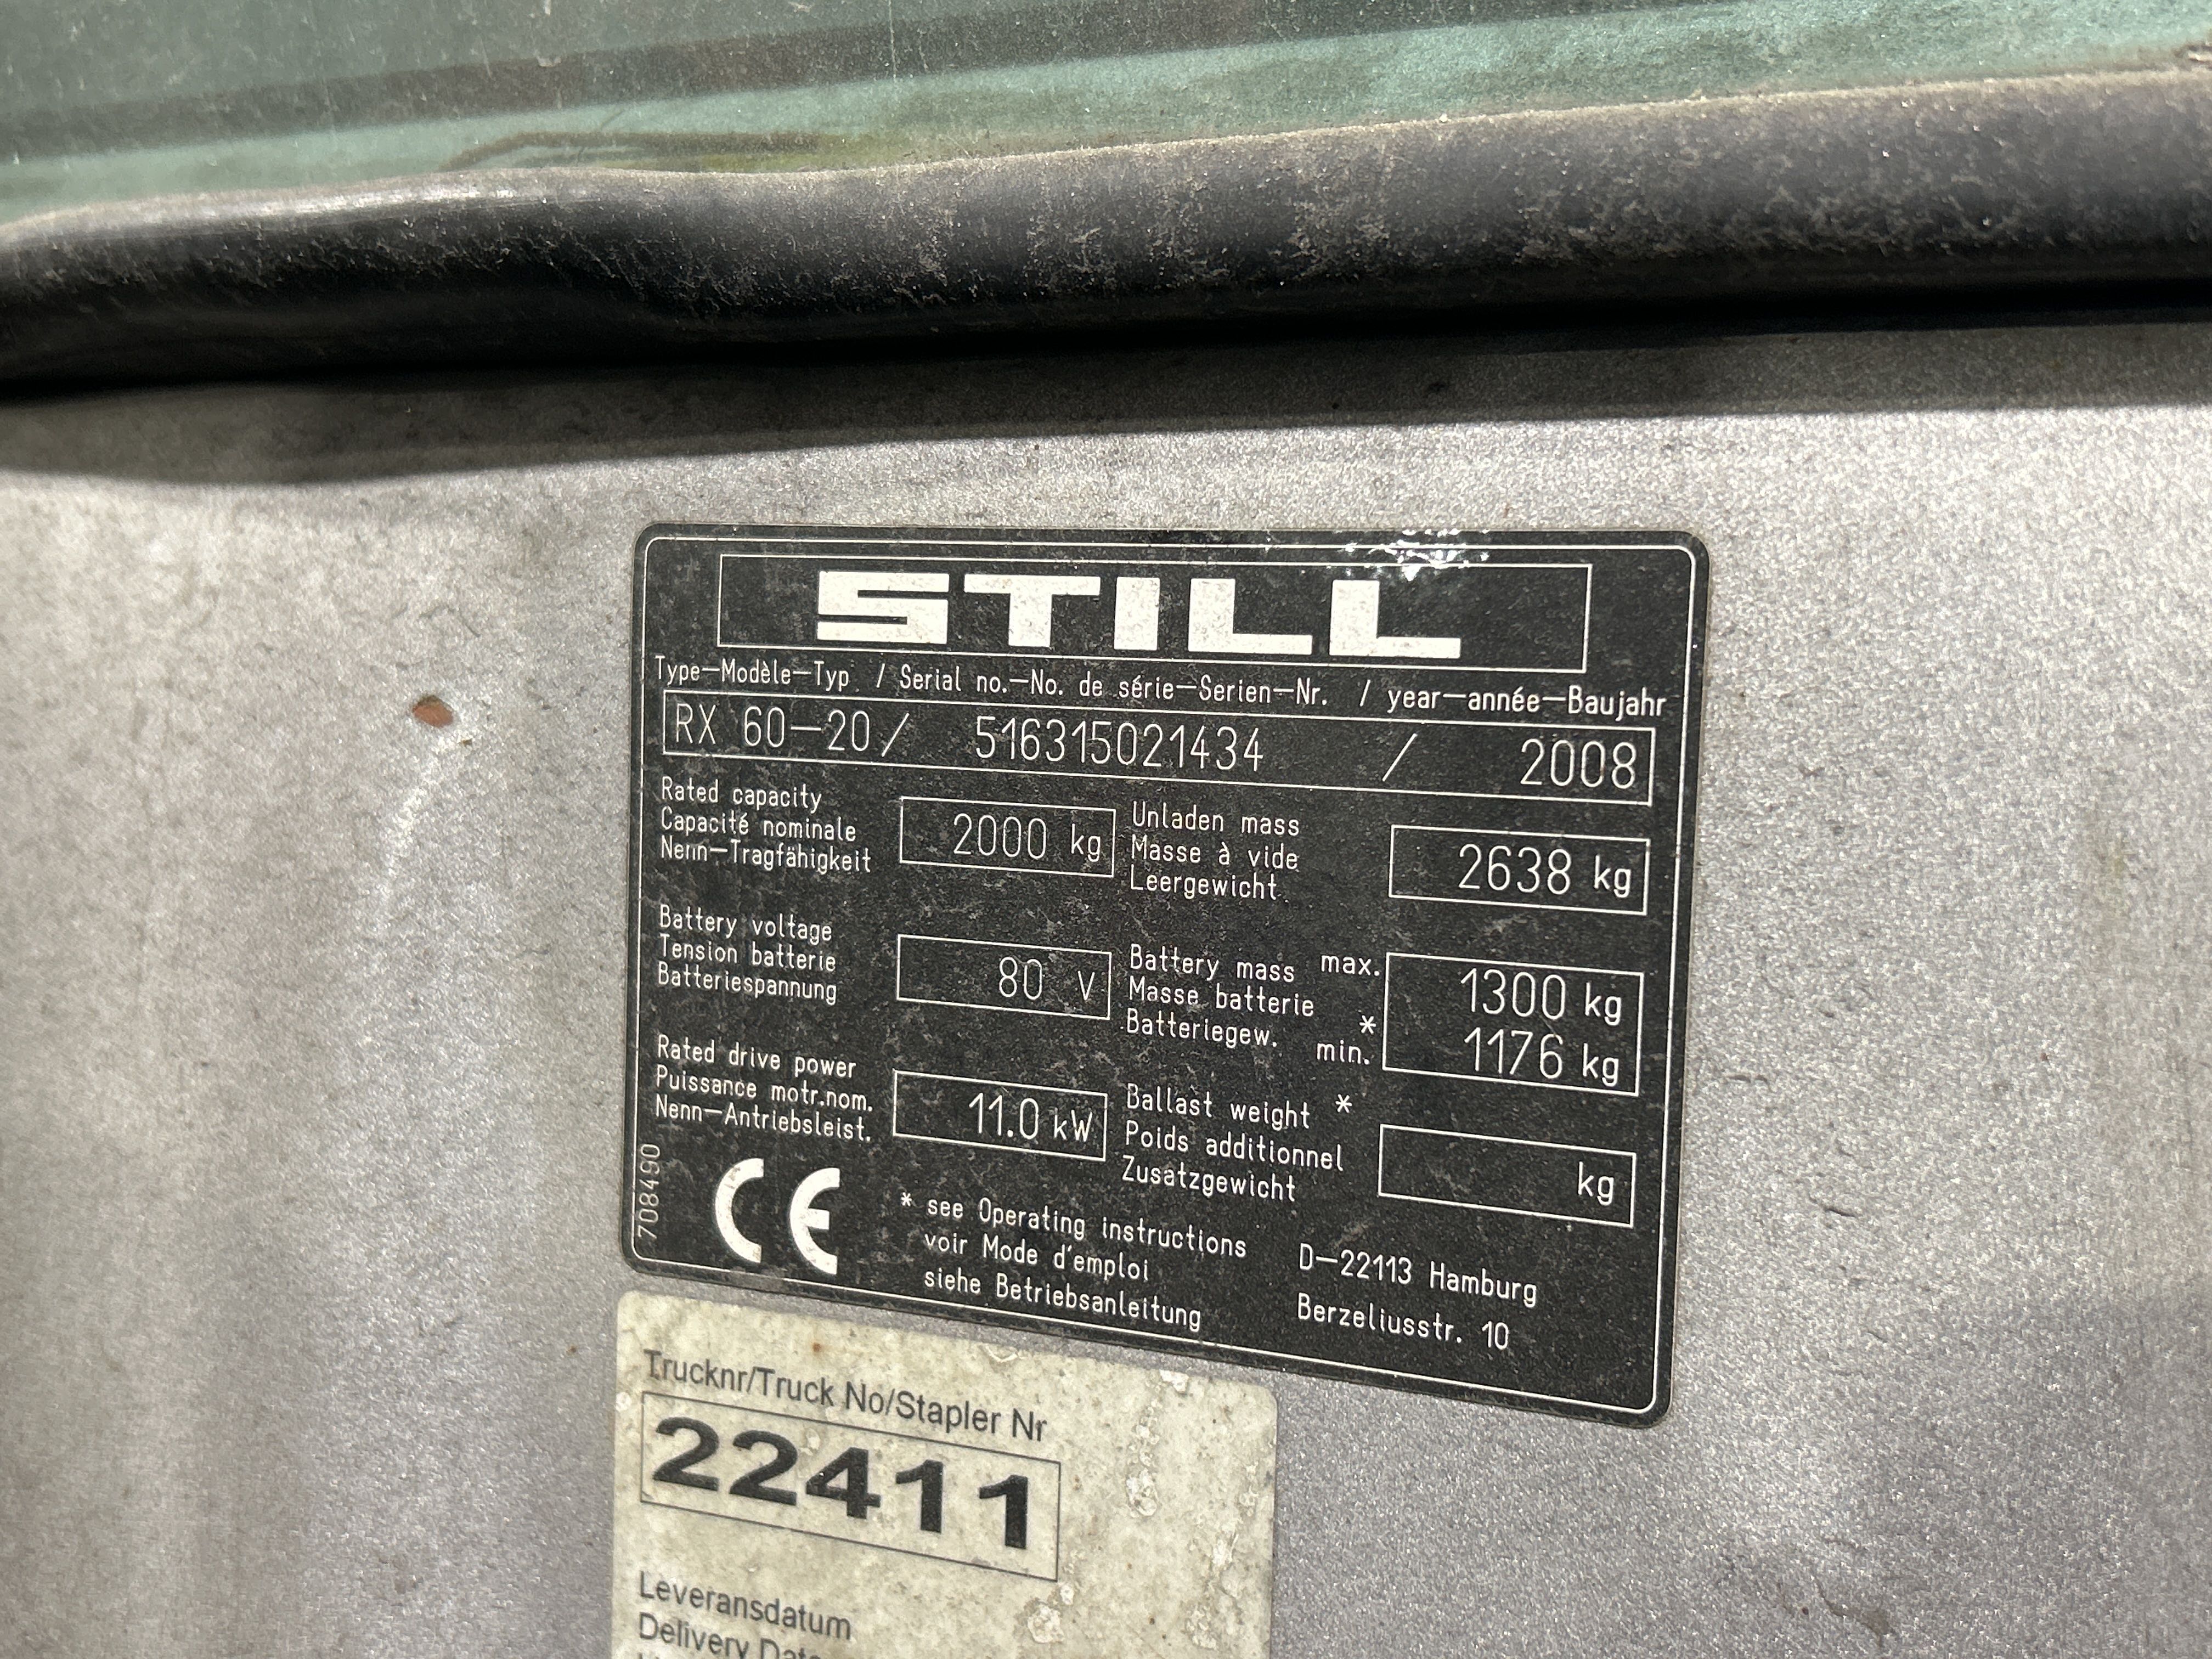 STILL
Type-Modèle-Typ / Serial no.-No. de série-Serien-Nr. / year-année-Baujahr
RX 60-20 / 516315021434 / 2008
Rated capacity
Capacité nominale
Nenn-Tragfähigkeit
2000 kg
Unladen mass
Masse à vide
Leergewicht
2638 kg
Battery voltage
Tension batterie
Batteriespannung
80 V
Battery mass max.
Masse batterie *
Batteriegew. min.
1300 kg
1176 kg
Rated drive power
Puissance motr.nom.
Nenn-Antriebsleist.
11.0 kW
Ballast weight *
Poids additionnel
Zusatzgewicht
kg
7708490
CE
* see Operating instructions
voir Mode d'emploi
siehe Betriebsanleitung
D-22113 Hamburg
Berzeliusstr. 10
Trucknr/Truck No/Stapler Nr
22411
Leveransdatum
Delivery Date